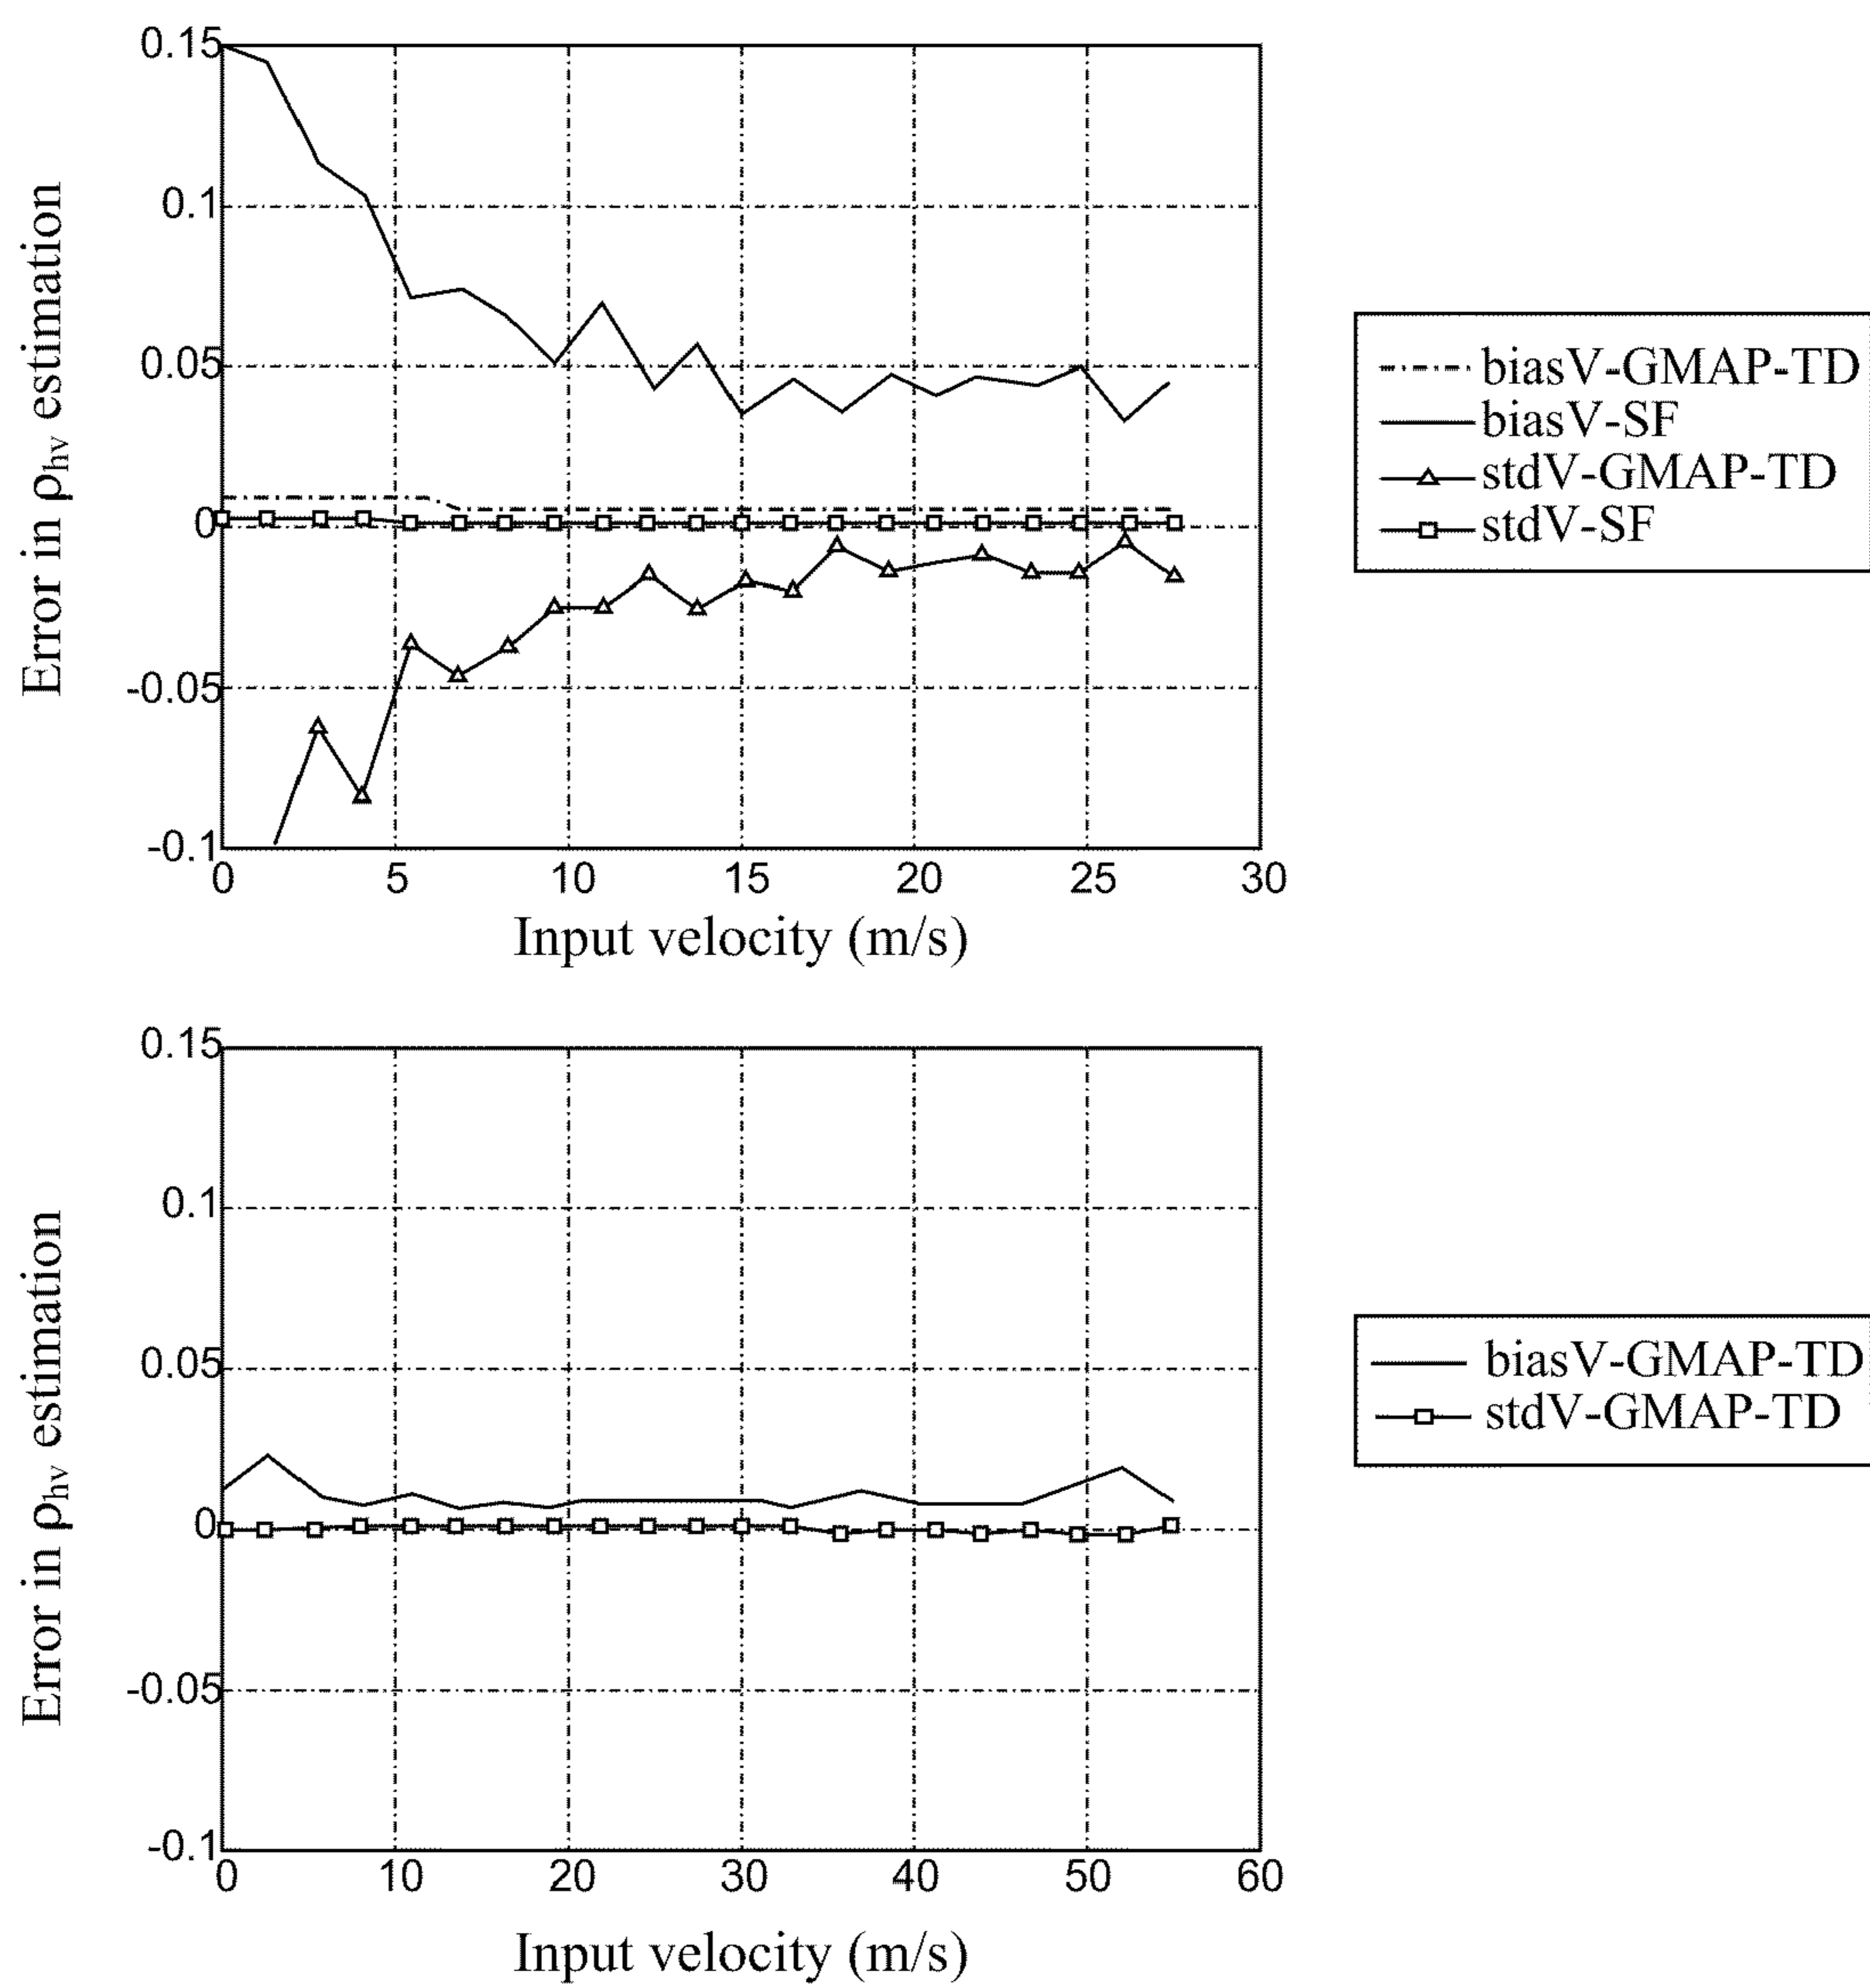 0.15
0.1
0.05
0
-0.05
-0.1
Error in ρhv estimation
0 5 10 15 20 25 30
Input velocity (m/s)
biasV-GMAP-TD
biasV-SF
stdV-GMAP-TD
stdV-SF
0.15
0.1
0.05
0
-0.05
-0.1
Error in ρhv estimation
0 10 20 30 40 50 60
Input velocity (m/s)
biasV-GMAP-TD
stdV-GMAP-TD